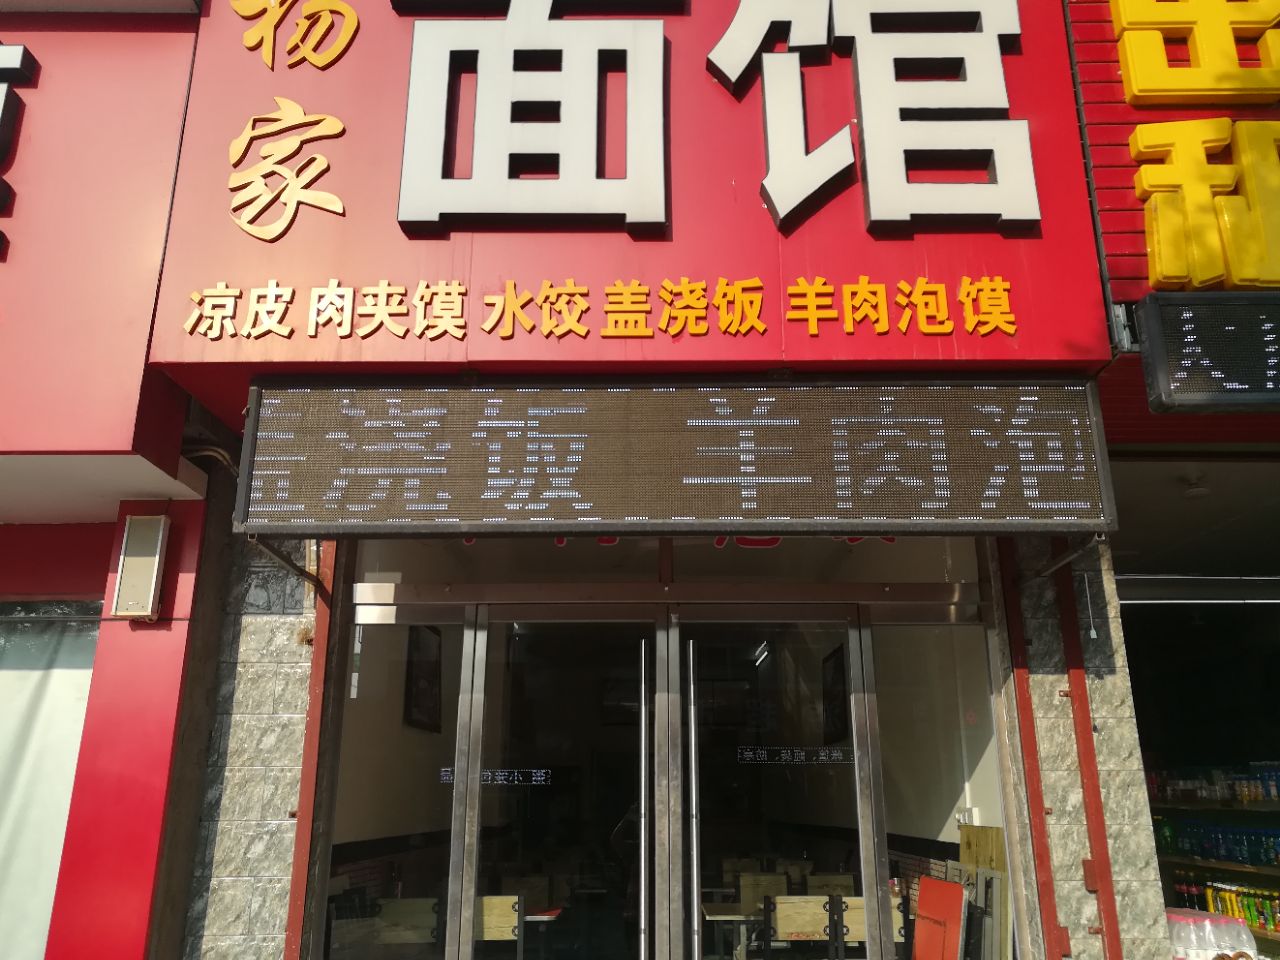 杨家
面馆
凉皮 肉夹馍 水饺 盖浇饭 羊肉泡馍
盖浇饭 羊肉泡